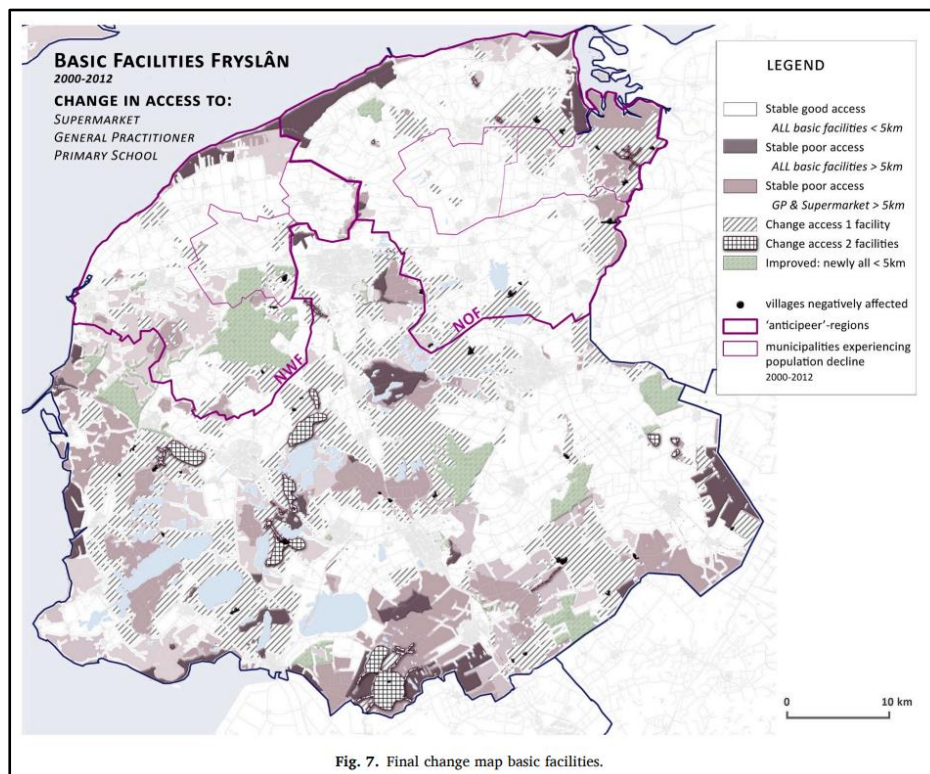 BASIC FACILITIES FRYSLÂN
2000-2012
CHANGE IN ACCESS TO:
SUPERMARKET
GENERAL PRACTITIONER
PRIMARY SCHOOL
LEGEND
Stable good access
ALL basic facilities < 5km
Stable poor access
ALL basic facilities > 5km
Stable poor access
GP & Supermarket > 5km
Change access 1 facility
Change access 2 facilities
Improved: newly all < 5km
villages negatively affected
'anticipeer'-regions
municipalities experiencing
population decline
2000-2012
NOF
NWF
0 10 km
Fig. 7. Final change map basic facilities.